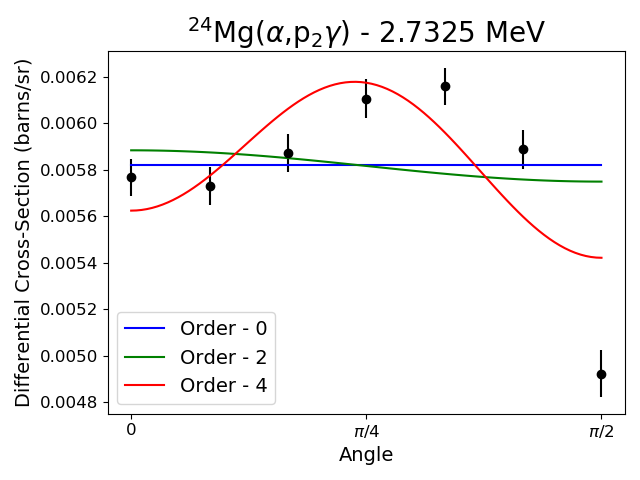 ²⁴Mg(α,p₂γ) - 2.7325 MeV
Differential Cross-Section (barns/sr)
0.0062
0.0060
0.0058
0.0056
0.0054
0.0052
0.0050
0.0048
Order - 0
Order - 2
Order - 4
0
π/4
π/2
Angle